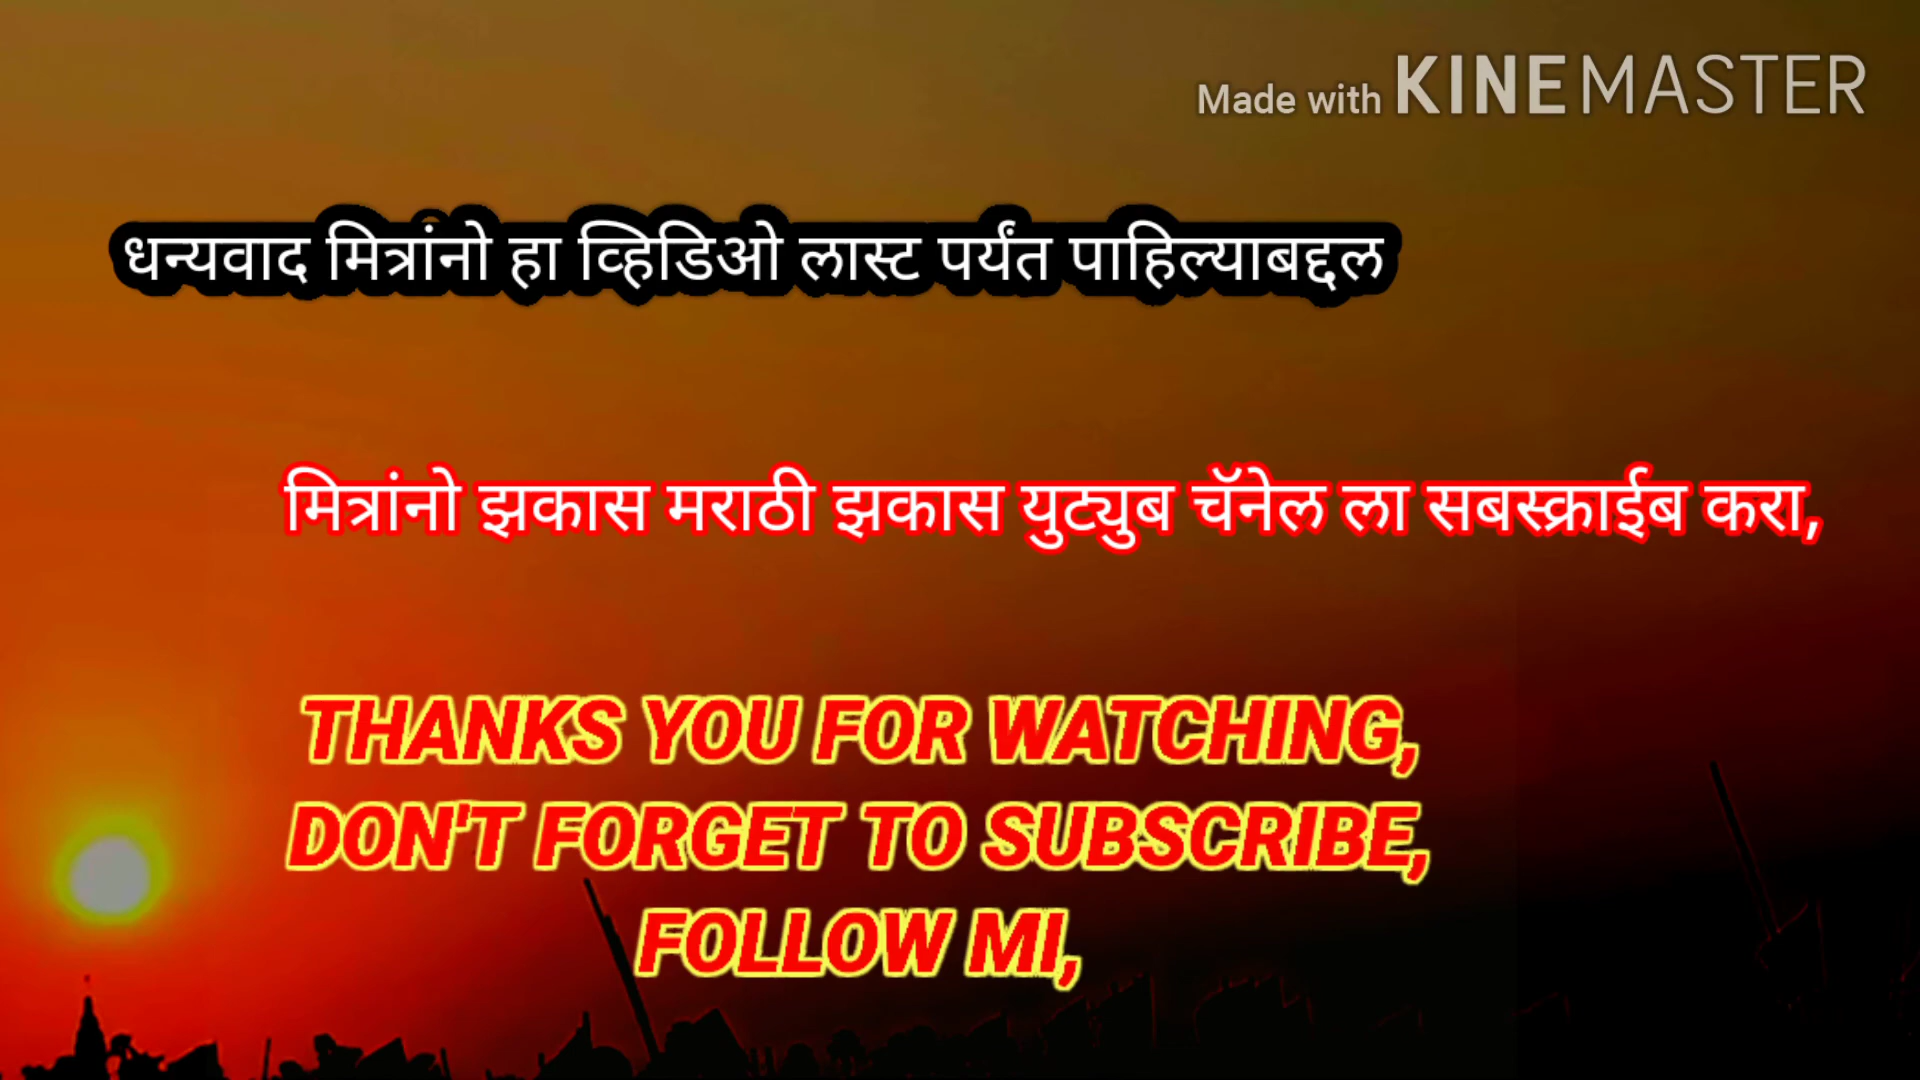 Made with KINEMASTER
धन्यवाद मित्रांनो हा व्हिडिओ लास्ट पर्यंत पाहिल्याबद्दल
मित्रांनो झकास मराठी झकास युट्युब चॅनेल ला सबस्क्राईब करा,
THANKS YOU FOR WATCHING,
DON'T FORGET TO SUBSCRIBE,
FOLLOW MI,